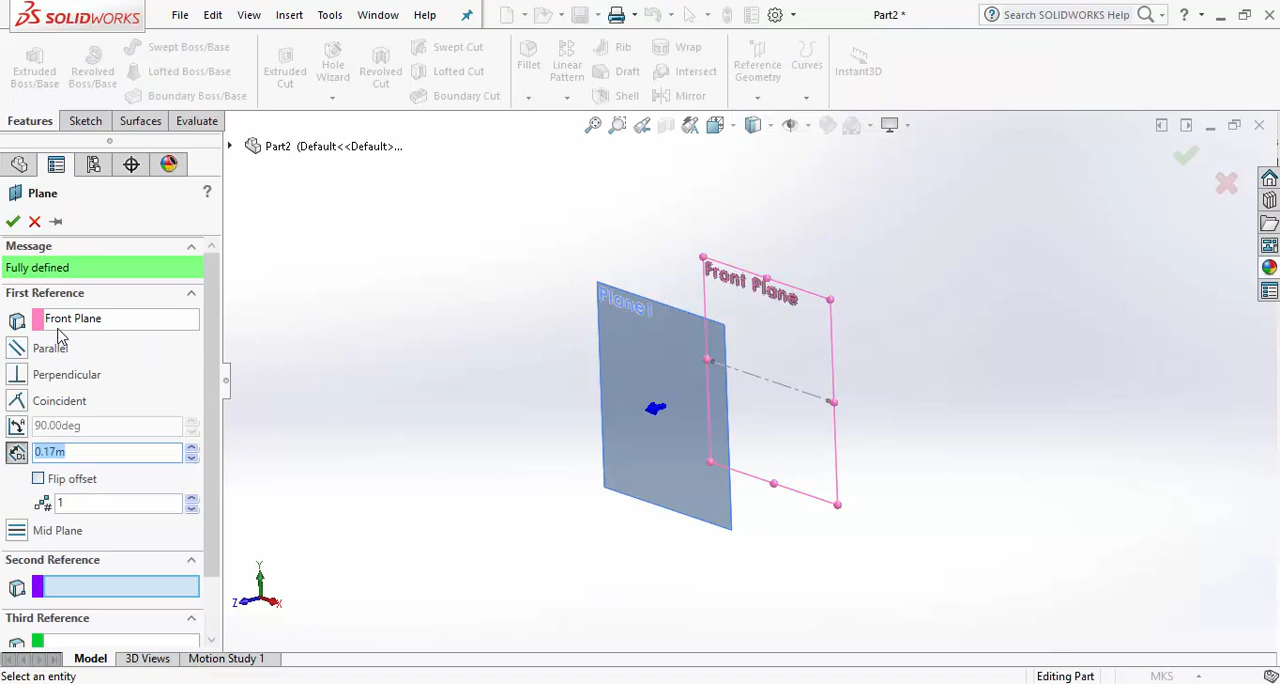 SOLIDWORKS
File Edit View Insert Tools Window Help
Part2 *
Search SOLIDWORKS Help
?
Extruded Boss/Base
Revolved Boss/Base
Swept Boss/Base
Lofted Boss/Base
Boundary Boss/Base
Extruded Cut
Hole Wizard
Revolved Cut
Swept Cut
Lofted Cut
Boundary Cut
Fillet
Linear Pattern
Rib
Draft
Shell
Wrap
Intersect
Mirror
Reference Geometry
Curves
Instant3D
Features Sketch Surfaces Evaluate
Part2 (Default<<Default>...
Plane
?
Message
Fully defined
First Reference
Front Plane
Parallel
Perpendicular
Coincident
90.00deg
0.17m
Flip offset
1
Mid Plane
Second Reference
Third Reference
Front Plane
Plane1
Y
Z
X
Model 3D Views Motion Study 1
Select an entity
Editing Part
MKS